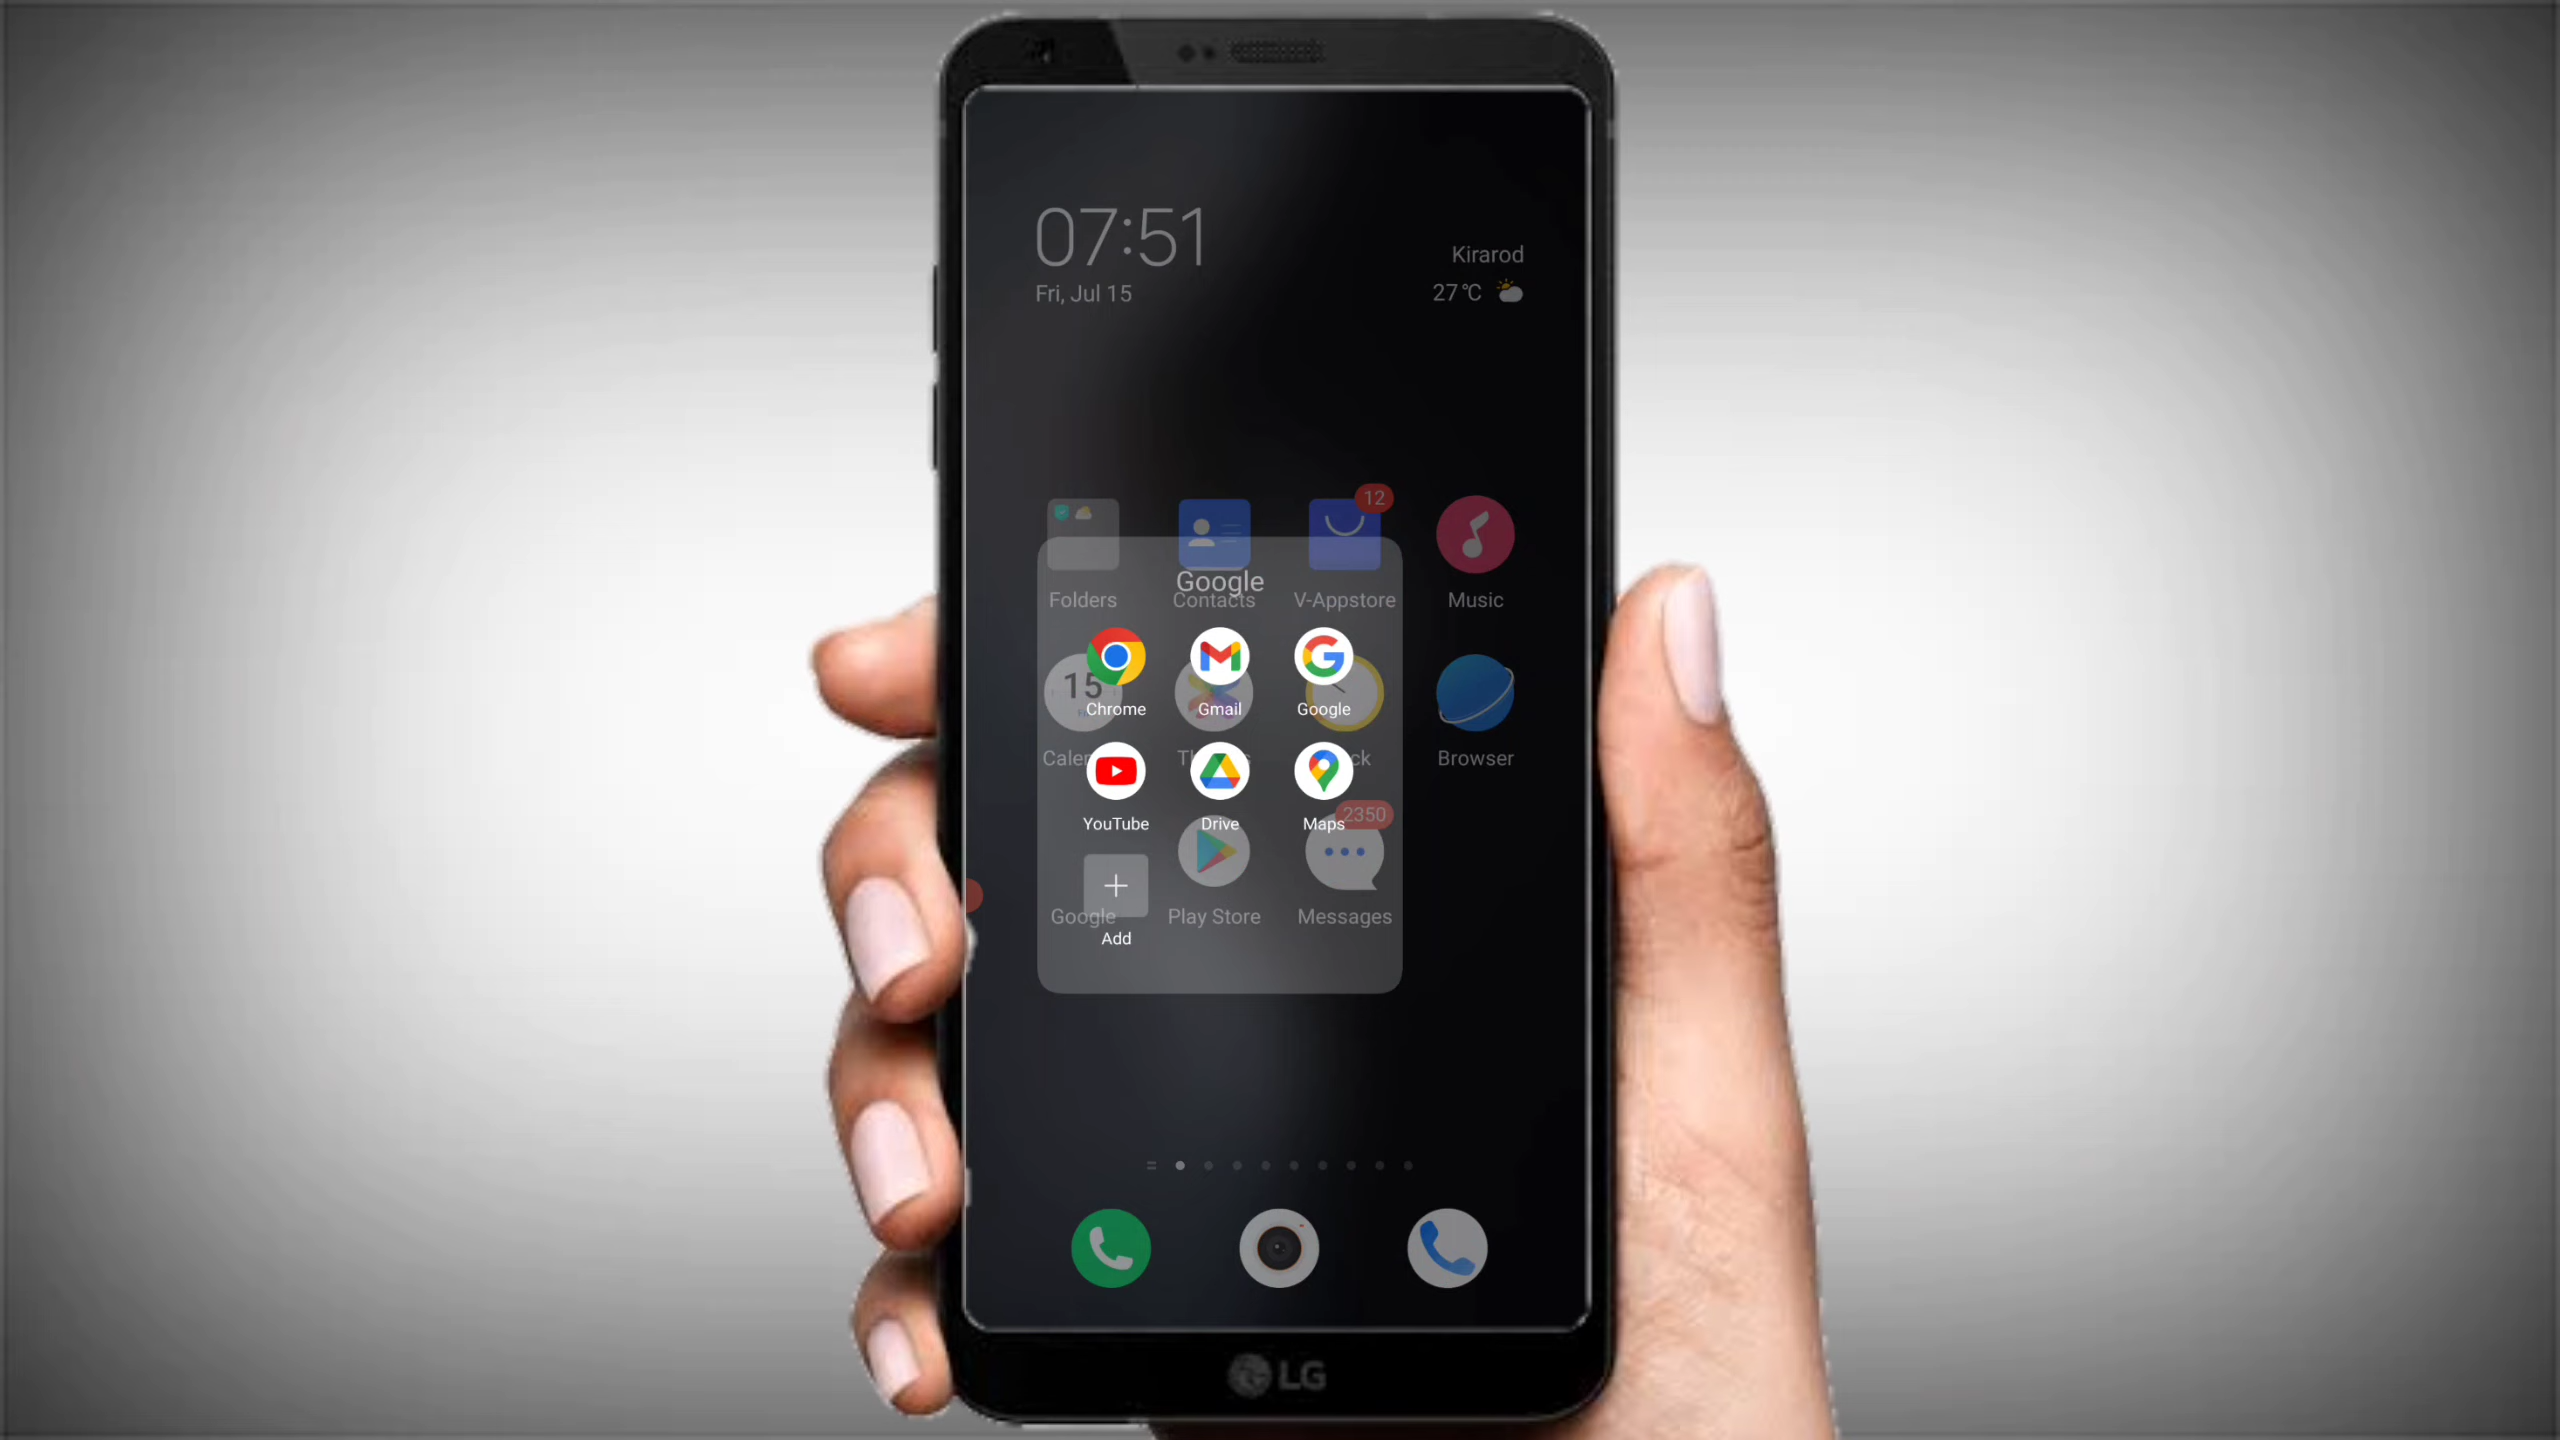 07:51
Fri, Jul 15
Kirarod
27°C
12
Folders
Contacts
V-Appstore
Music
Google
15
Chrome
Gmail
Google
Browser
YouTube
Drive
Maps
2350
Google
Play Store
Messages
Add
LG